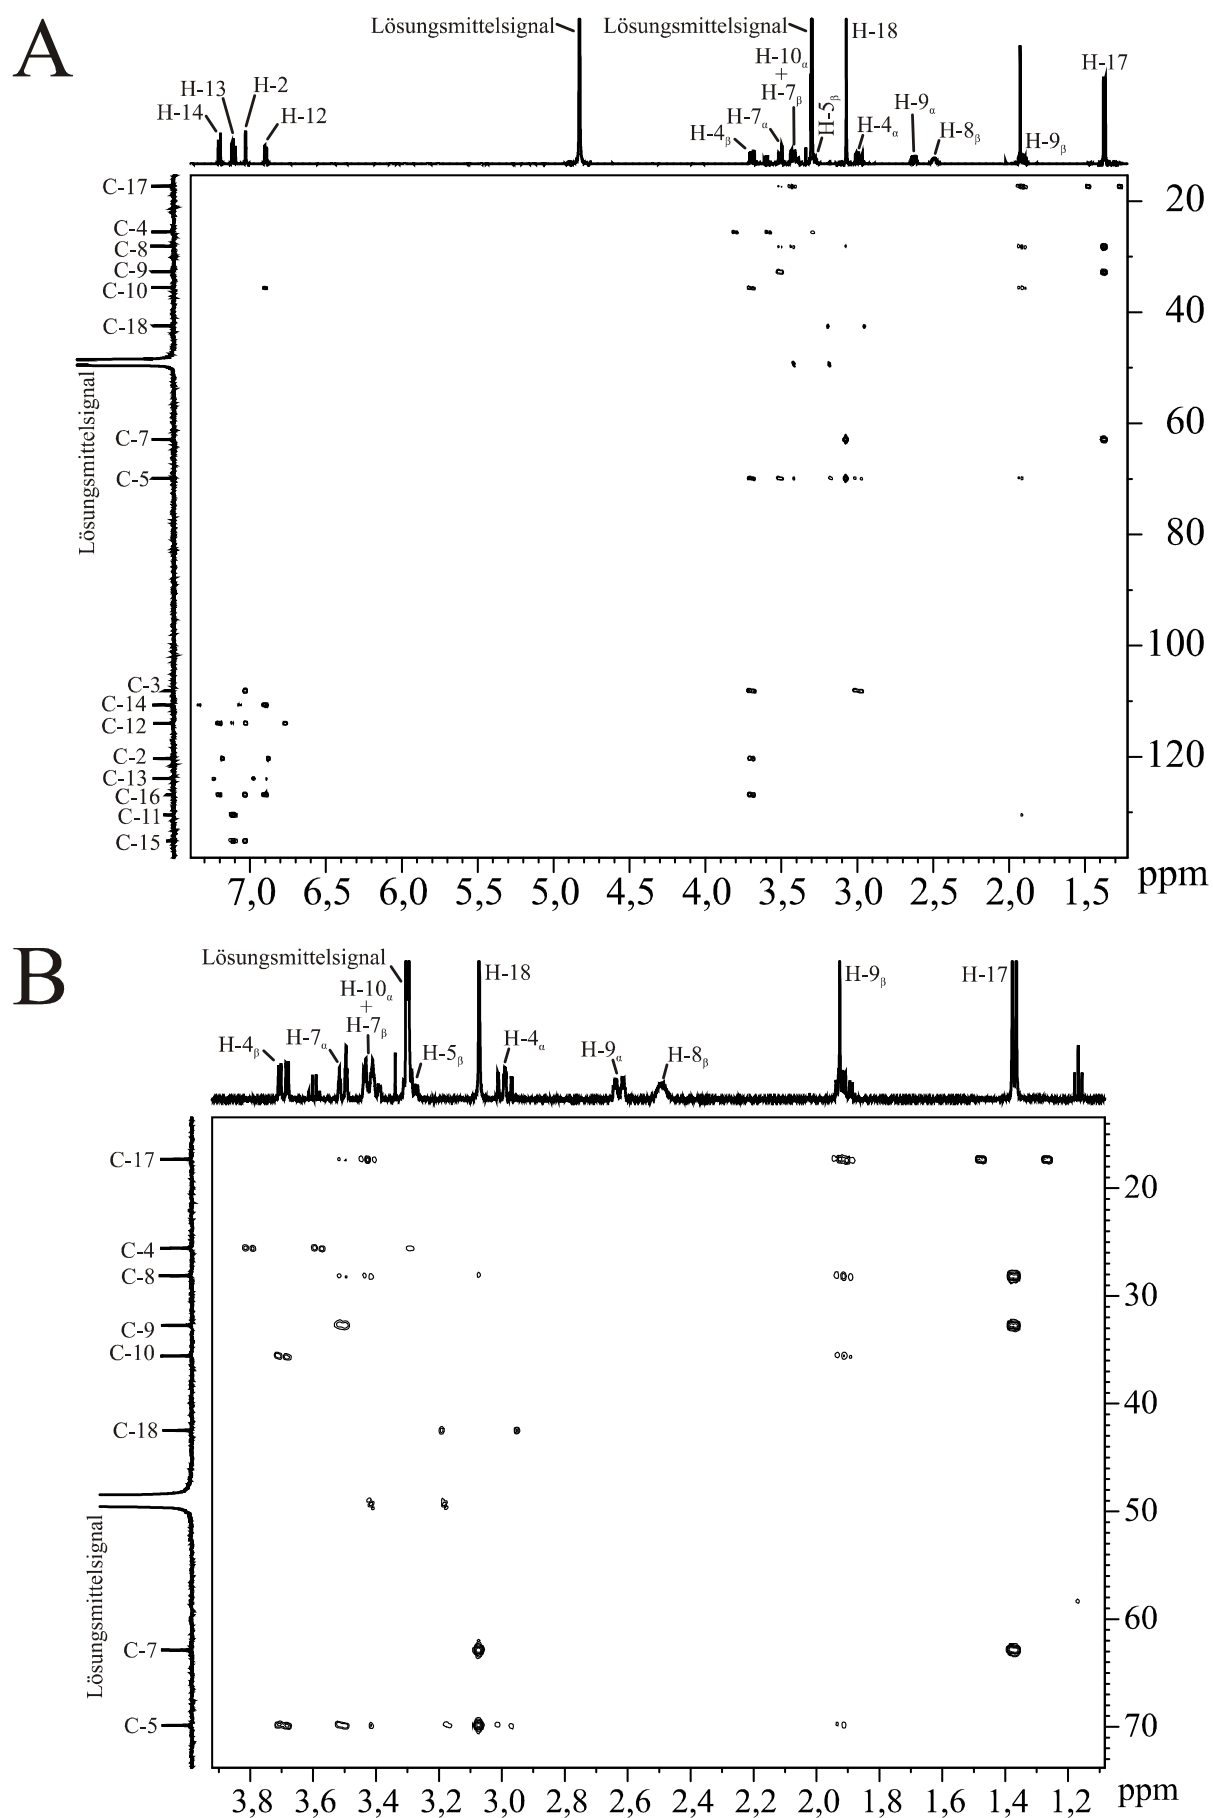 A
Lösungsmittelsignal
Lösungsmittelsignal
H-18
H-10α
+
H-7β
H-17
H-13
H-2
H-14
H-12
H-5β
H-9α
H-7α
H-4α
H-8β
H-4β
H-9β
C-17
C-4
C-8
C-9
C-10
C-18
Lösungsmittelsignal
C-7
C-5
C-3
C-14
C-12
C-2
C-13
C-16
C-11
C-15
20
40
60
80
100
120
7,0 6,5 6,0 5,5 5,0 4,5 4,0 3,5 3,0 2,5 2,0 1,5 ppm
B
Lösungsmittelsignal
H-18
H-10α
+
H-7β
H-9β
H-17
H-4β
H-7α
H-5β
H-4α
H-9α
H-8β
C-17
C-4
C-8
C-9
C-10
C-18
Lösungsmittelsignal
C-7
C-5
20
30
40
50
60
70
3,8 3,6 3,4 3,2 3,0 2,8 2,6 2,4 2,2 2,0 1,8 1,6 1,4 1,2 ppm